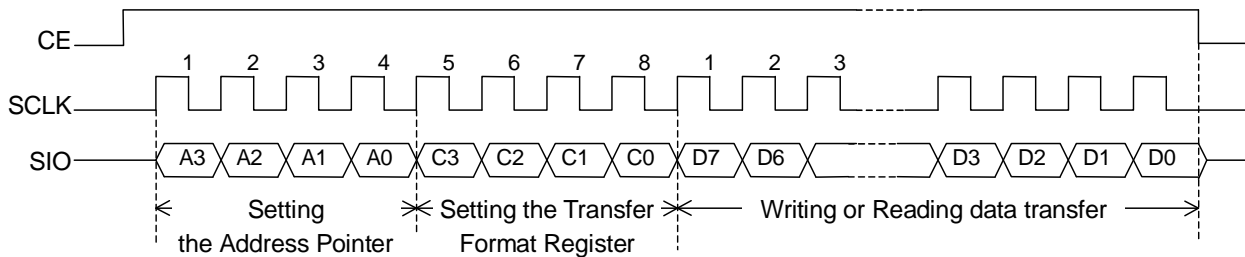 CE
1 2 3 4 5 6 7 8 1 2 3
SCLK
SIO A3 A2 A1 A0 C3 C2 C1 C0 D7 D6 D3 D2 D1 D0
Setting Setting the Transfer Writing or Reading data transfer
the Address Pointer Format Register